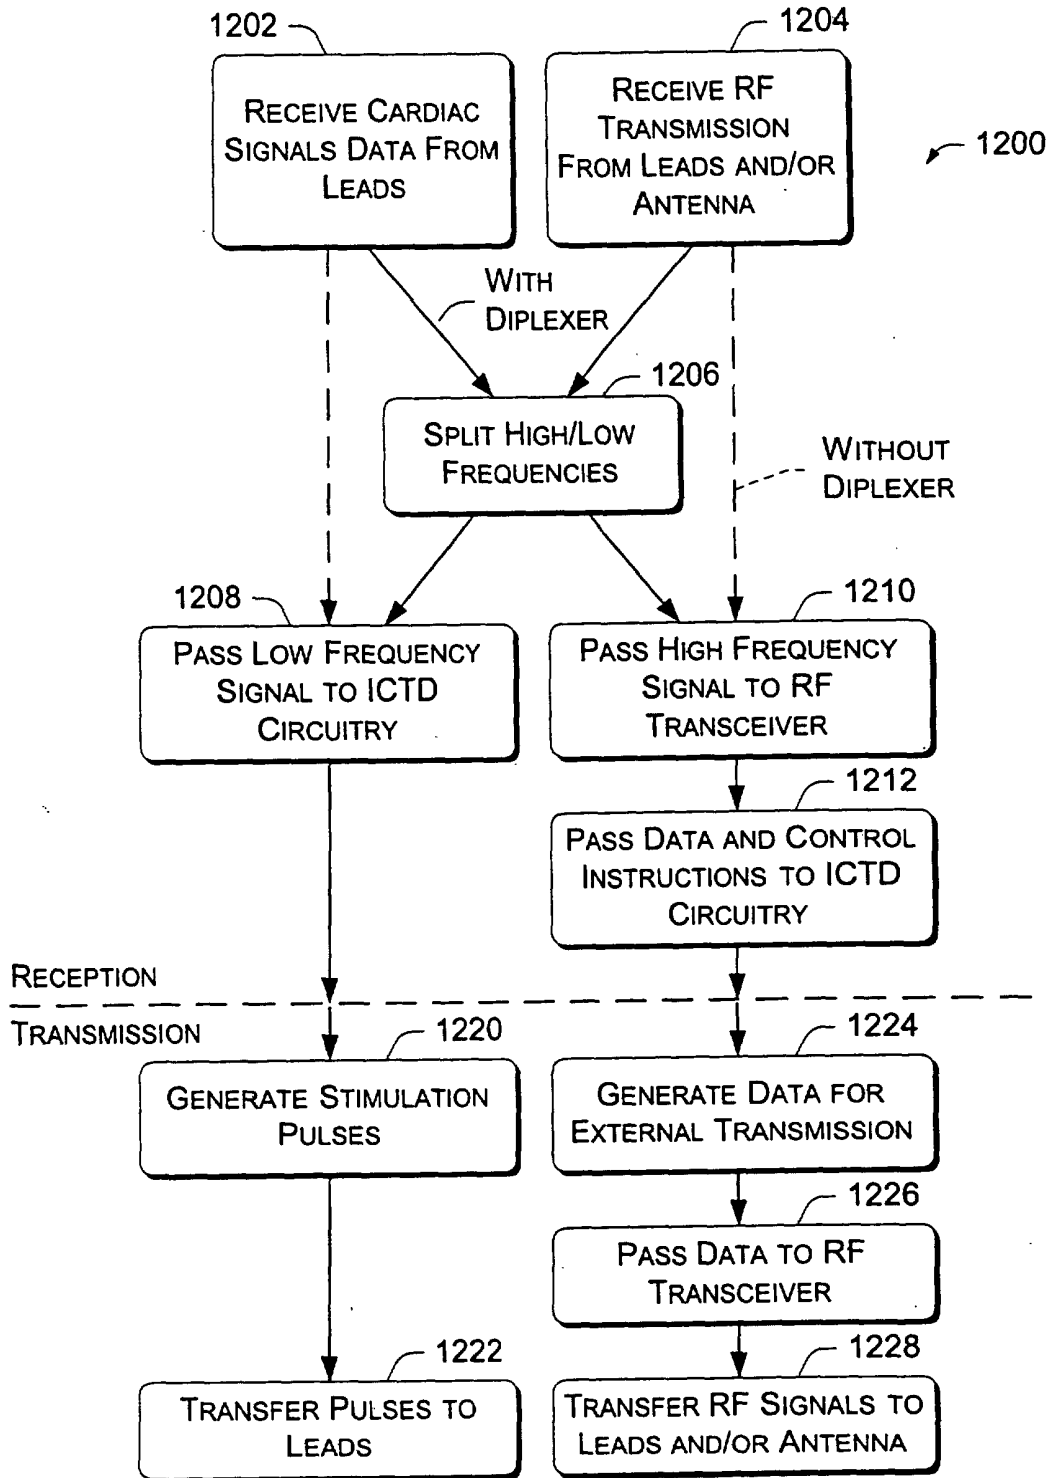 1202
RECEIVE CARDIAC
SIGNALS DATA FROM
LEADS
1204
RECEIVE RF
TRANSMISSION
FROM LEADS AND/OR
ANTENNA
1200
WITH
DIPLEXER
1206
SPLIT HIGH/LOW
FREQUENCIES
WITHOUT
DIPLEXER
1208
PASS LOW FREQUENCY
SIGNAL TO ICTD
CIRCUITRY
1210
PASS HIGH FREQUENCY
SIGNAL TO RF
TRANSCEIVER
1212
PASS DATA AND CONTROL
INSTRUCTIONS TO ICTD
CIRCUITRY
RECEPTION
TRANSMISSION
1220
GENERATE STIMULATION
PULSES
1224
GENERATE DATA FOR
EXTERNAL TRANSMISSION
1226
PASS DATA TO RF
TRANSCEIVER
1222
TRANSFER PULSES TO
LEADS
1228
TRANSFER RF SIGNALS TO
LEADS AND/OR ANTENNA